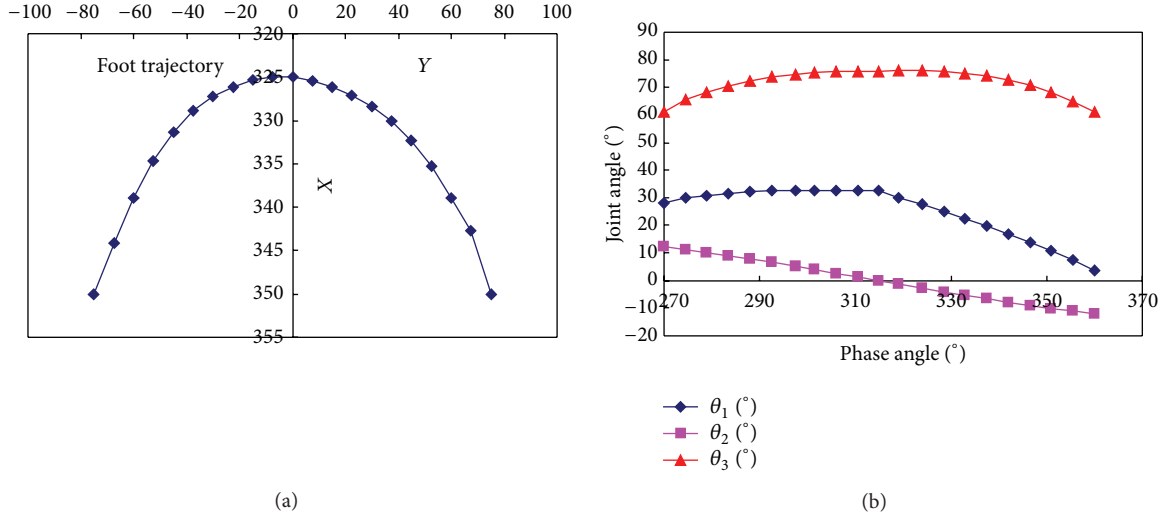 −100 −80 −60 −40 −20 0 20 40 60 80 100
320
325
330
335
340
345
350
355
Foot trajectory
Y
X
(a)
90
80
70
60
50
40
30
20
10
0
−10
−20
270 290 310 330 350 370
Joint angle (°)
Phase angle (°)
θ1 (°)
θ2 (°)
θ3 (°)
(b)